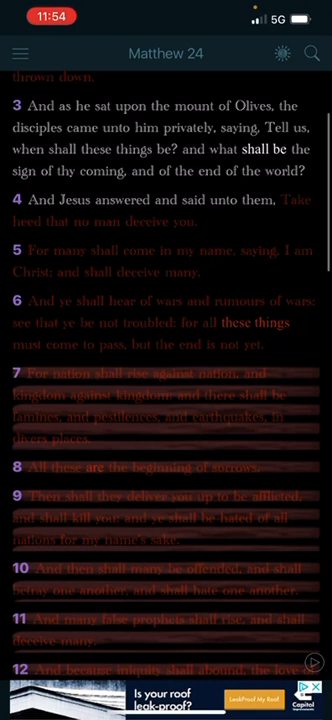 11:54
5G
Matthew 24
thrown down.
3 And as he sat upon the mount of Olives, the
disciples came unto him privately, saying, Tell us,
when shall these things be? and what shall be the
sign of thy coming, and of the end of the world?
4 And Jesus answered and said unto them, Take
heed that no man deceive you.
5 For many shall come in my name, saying, I am
Christ; and shall deceive many.
6 And ye shall hear of wars and rumours of wars:
see that ye be not troubled: for all these things
must come to pass, but the end is not yet.
7 For nation shall rise against nation, and
kingdom against kingdom: and there shall be
famines, and pestilences, and earthquakes, in
divers places.
8 All these are the beginning of sorrows.
9 Then shall they deliver you up to be afflicted,
and shall kill you: and ye shall be hated of all
nations for my name's sake.
10 And then shall many be offended, and shall
betray one another, and shall hate one another.
11 And many false prophets shall rise, and shall
deceive many.
12 And because iniquity shall abound, the love of
Is your roof
leak-proof?
LeakProof My Roof
Capitol